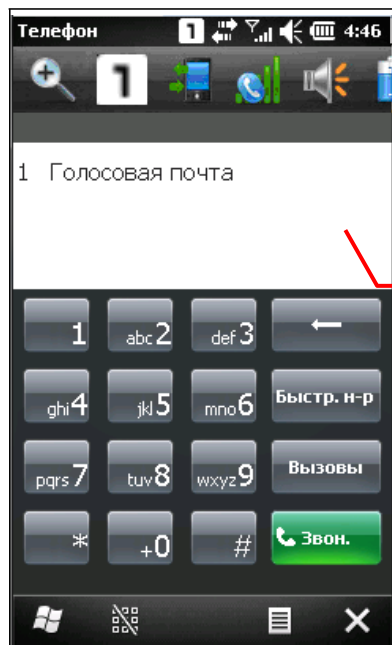 Телефон 1 4:46
1
1 Голосовая почта
1 abc2 def3
ghi4 jkl5 mno6 Быстр. н-р
pqrs7 tuv8 wxyz9 Вызовы
* +0 # Звон.